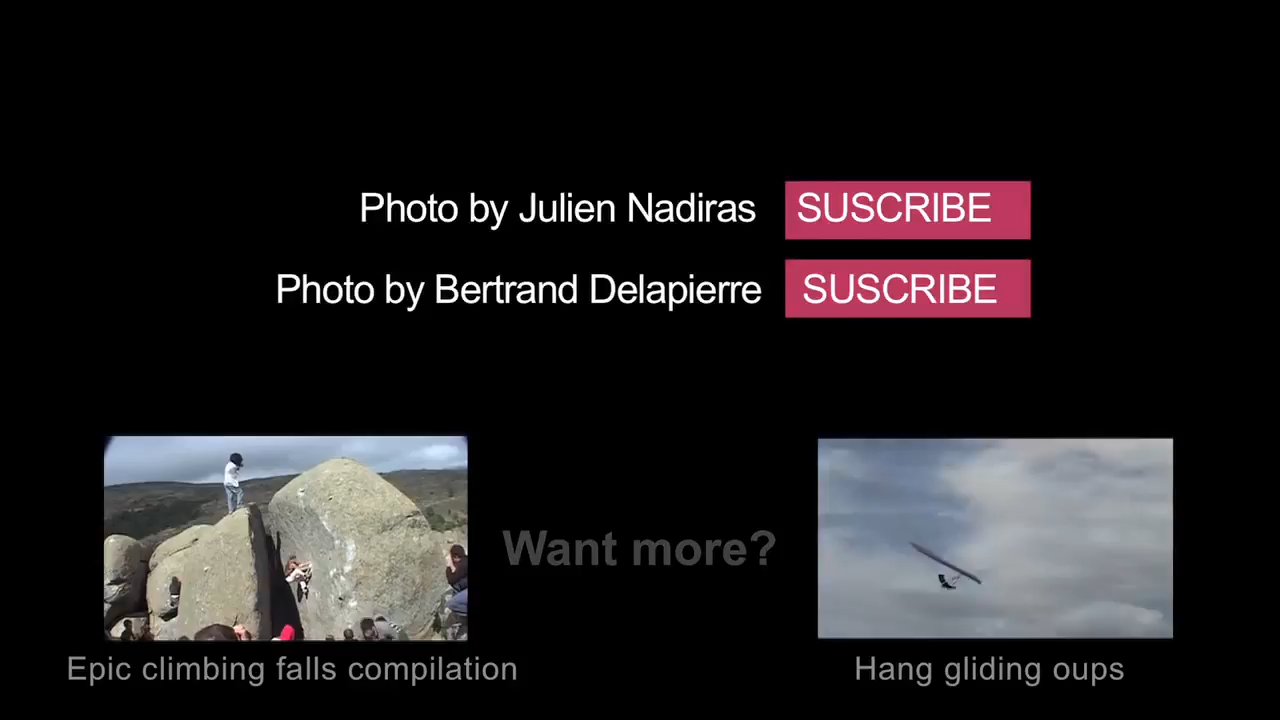 Photo by Julien Nadiras SUSCRIBE
Photo by Bertrand Delapierre SUSCRIBE
Want more?
Epic climbing falls compilation
Hang gliding oups